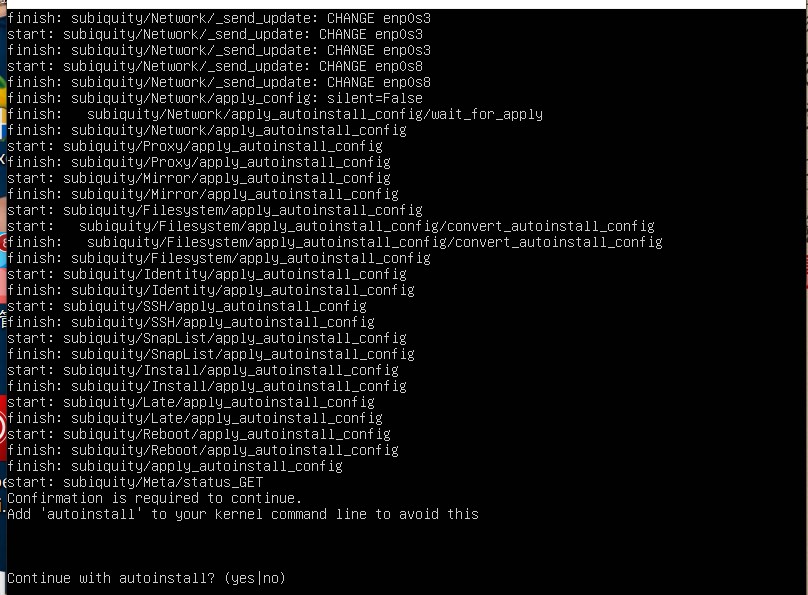 finish: subiquity/Network/_send_update: CHANGE enp0s3
start: subiquity/Network/_send_update: CHANGE enp0s3
finish: subiquity/Network/_send_update: CHANGE enp0s3
start: subiquity/Network/_send_update: CHANGE enp0s8
finish: subiquity/Network/_send_update: CHANGE enp0s8
finish: subiquity/Network/apply_config: silent=False
finish:   subiquity/Network/apply_autoinstall_config/wait_for_apply
finish: subiquity/Network/apply_autoinstall_config
start: subiquity/Proxy/apply_autoinstall_config
finish: subiquity/Proxy/apply_autoinstall_config
start: subiquity/Mirror/apply_autoinstall_config
finish: subiquity/Mirror/apply_autoinstall_config
start: subiquity/Filesystem/apply_autoinstall_config
start:   subiquity/Filesystem/apply_autoinstall_config/convert_autoinstall_config
finish:   subiquity/Filesystem/apply_autoinstall_config/convert_autoinstall_config
finish: subiquity/Filesystem/apply_autoinstall_config
start: subiquity/Identity/apply_autoinstall_config
finish: subiquity/Identity/apply_autoinstall_config
start: subiquity/SSH/apply_autoinstall_config
finish: subiquity/SSH/apply_autoinstall_config
start: subiquity/SnapList/apply_autoinstall_config
finish: subiquity/SnapList/apply_autoinstall_config
start: subiquity/Install/apply_autoinstall_config
finish: subiquity/Install/apply_autoinstall_config
start: subiquity/Late/apply_autoinstall_config
finish: subiquity/Late/apply_autoinstall_config
start: subiquity/Reboot/apply_autoinstall_config
finish: subiquity/Reboot/apply_autoinstall_config
finish: subiquity/apply_autoinstall_config
start: subiquity/Meta/status_GET
Confirmation is required to continue.
Add 'autoinstall' to your kernel command line to avoid this
Continue with autoinstall? (yes|no)